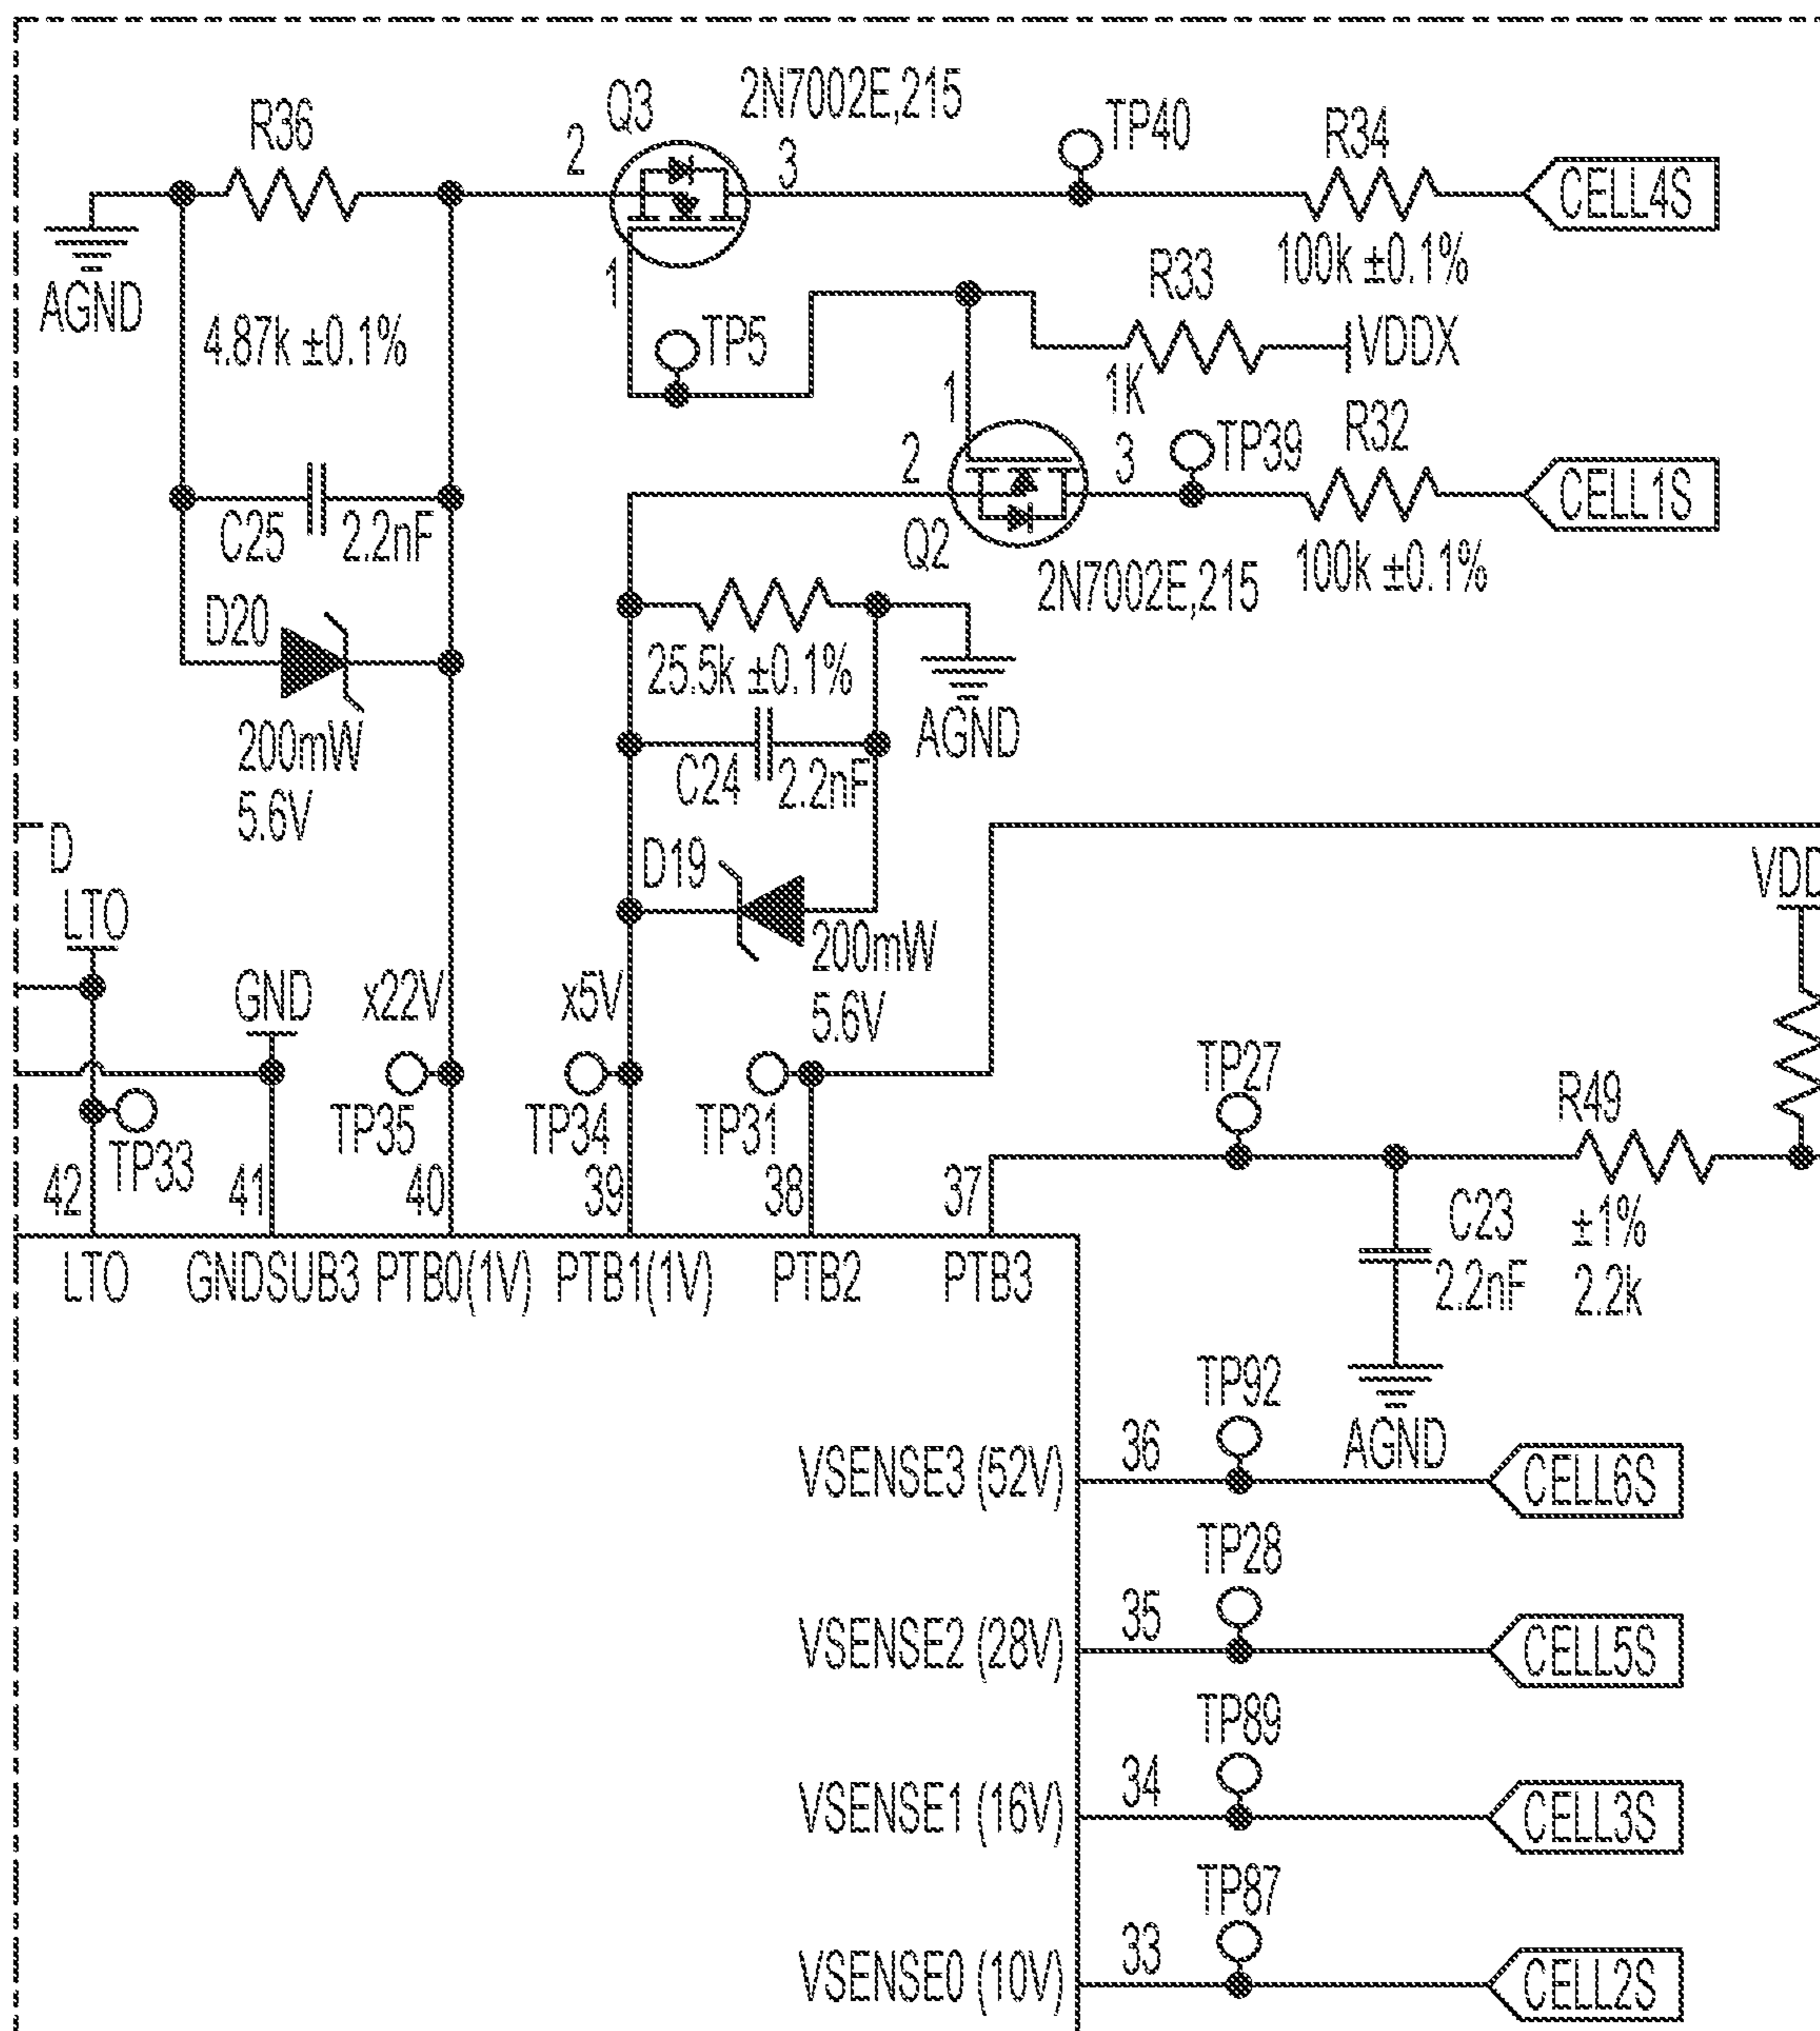 Q3
2N7002E,215
R36
2
3
TP40
R34
CELL4S
AGND
4.87k ±0.1%
1
TP5
R33
100k ±0.1%
VDDX
1K
1
2
3
TP39
R32
CELL1S
Q2
2N7002E,215
100k ±0.1%
C25
2.2nF
D20
200mW
5.6V
25.5k ±0.1%
AGND
C24
2.2nF
D19
200mW
5.6V
D
LTO
GND
x22V
x5V
VDD
TP33
TP35
TP34
TP31
TP27
R49
42
41
40
39
38
37
C23
2.2nF
±1%
2.2k
AGND
LTO
GNDSUB3
PTB0(1V)
PTB1(1V)
PTB2
PTB3
VSENSE3 (52V)
36
TP92
CELL6S
VSENSE2 (28V)
35
TP28
CELL5S
VSENSE1 (16V)
34
TP89
CELL3S
VSENSE0 (10V)
33
TP87
CELL2S